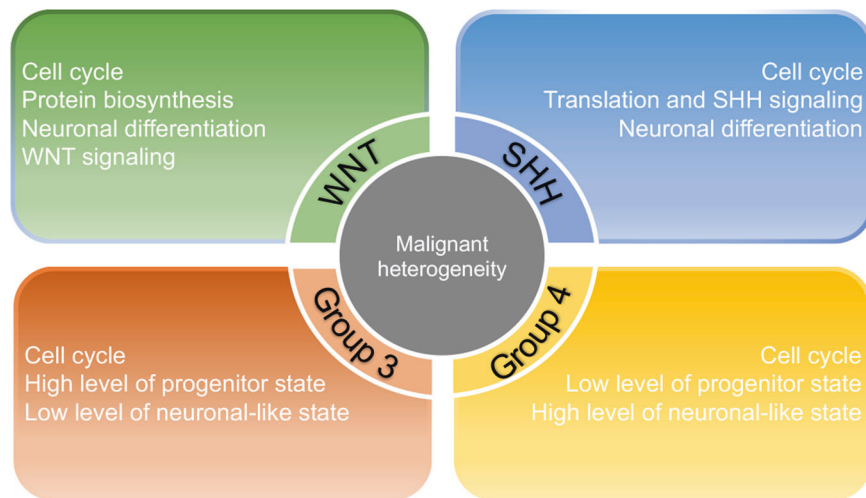 Cell cycle
Protein biosynthesis
Neuronal differentiation
WNT signaling
Cell cycle
Translation and SHH signaling
Neuronal differentiation
WNT
SHH
Malignant
heterogeneity
Group 3
Group 4
Cell cycle
High level of progenitor state
Low level of neuronal-like state
Cell cycle
Low level of progenitor state
High level of neuronal-like state